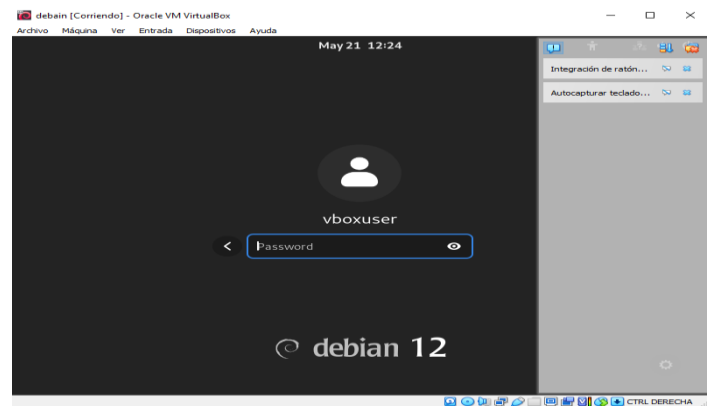 debain [Corriendo] - Oracle VM VirtualBox
Archivo Máquina Ver Entrada Dispositivos Ayuda
May 21 12:24
Integración de ratón...
Autocapturar teclado...
vboxuser
Password
debian 12
CTRL DERECHA